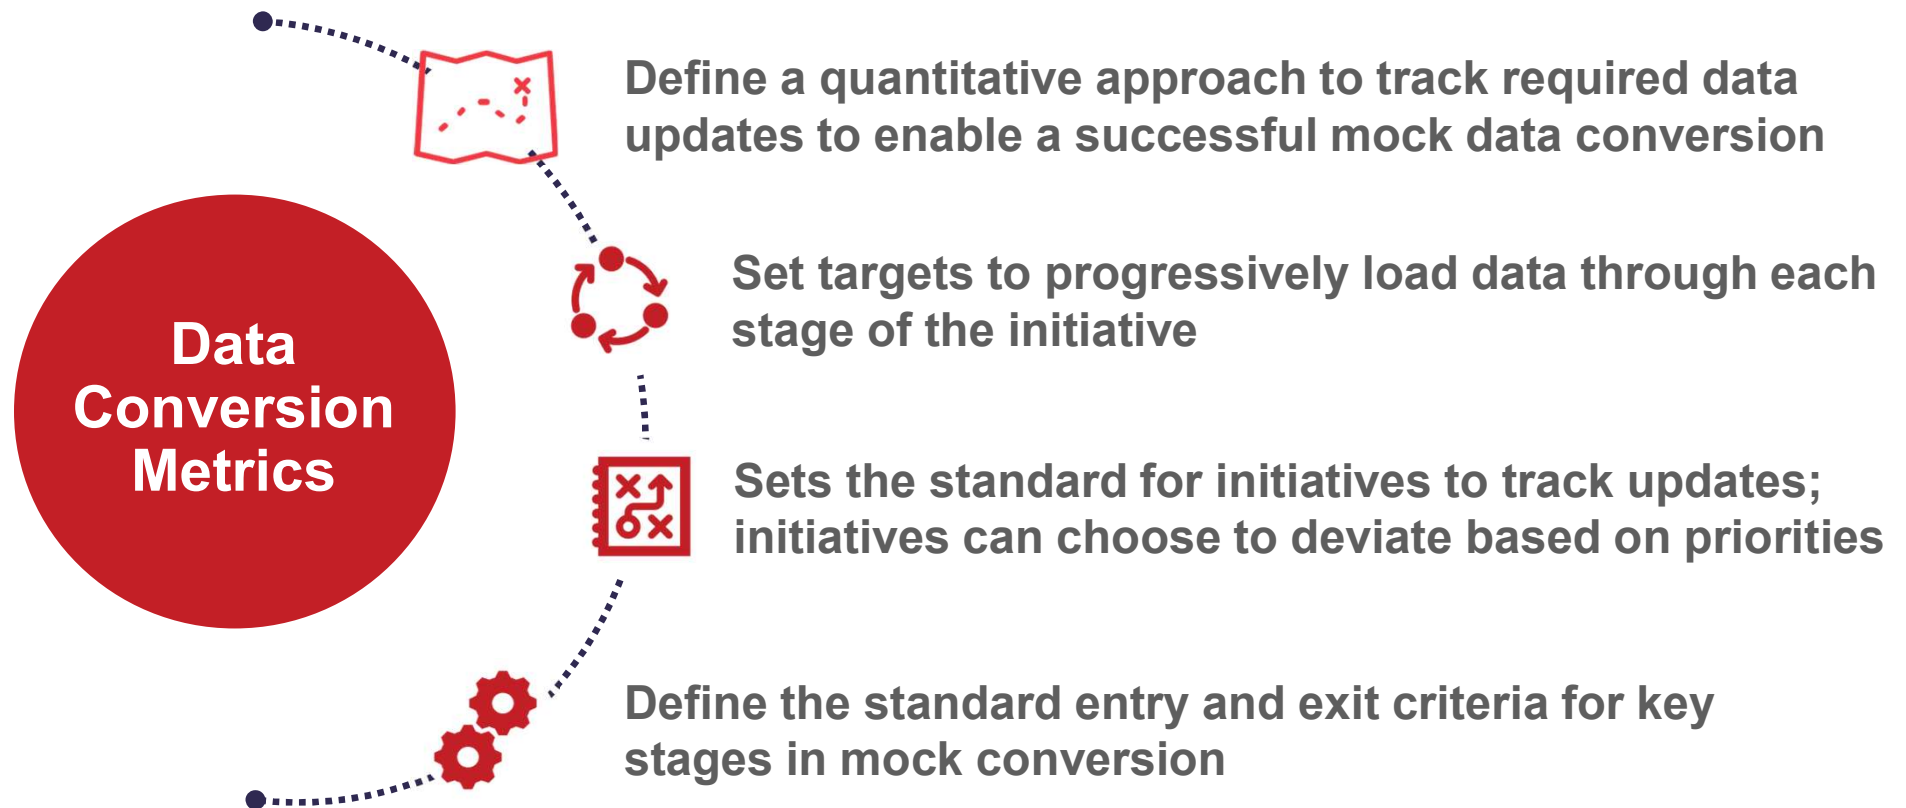 Define a quantitative approach to track required data
updates to enable a successful mock data conversion
Set targets to progressively load data through each
stage of the initiative
Data
Conversion
Metrics
Sets the standard for initiatives to track updates;
initiatives can choose to deviate based on priorities
Define the standard entry and exit criteria for key
stages in mock conversion